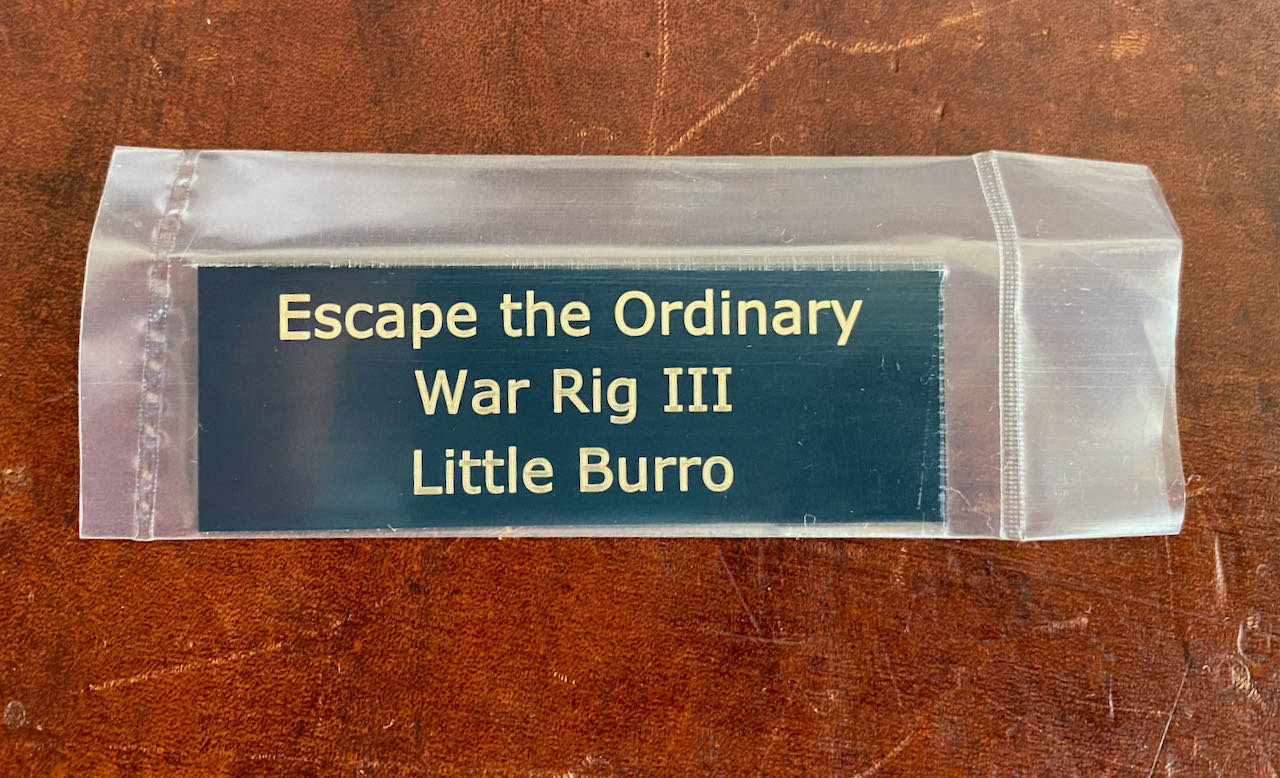 Escape the Ordinary
War Rig III
Little Burro